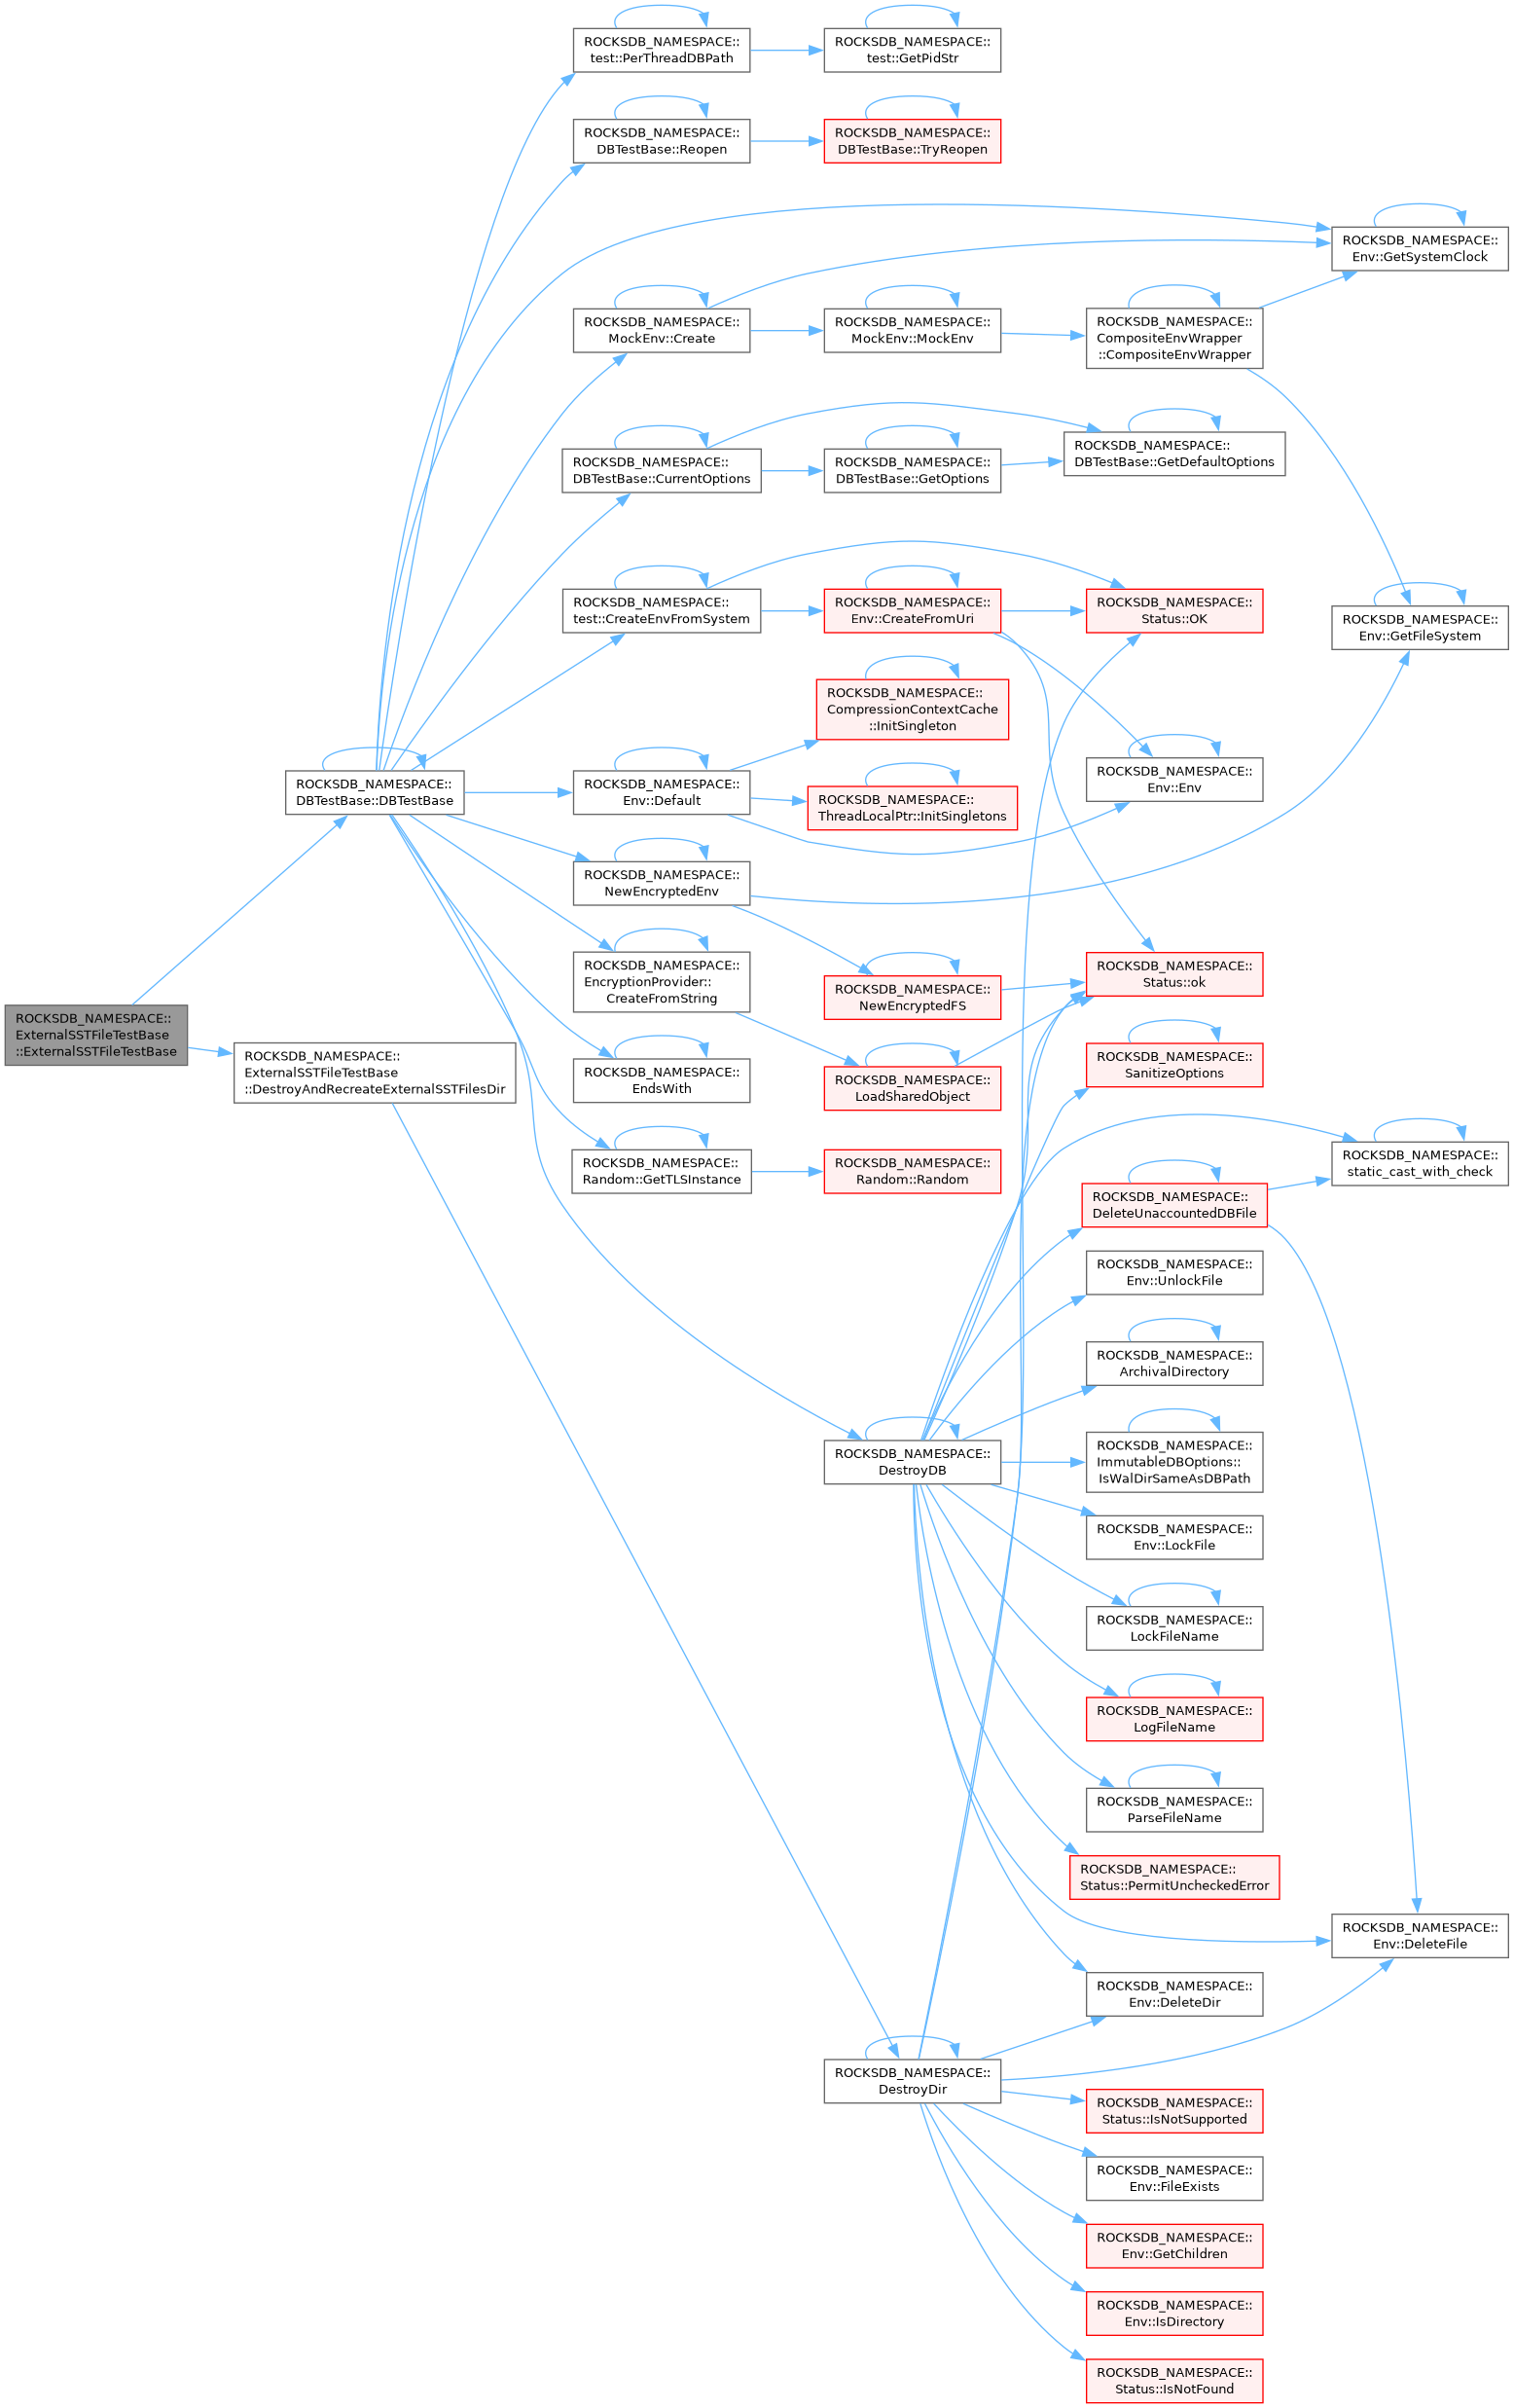 ROCKSDB_NAMESPACE::
ExternalSSTFileTestBase
::ExternalSSTFileTestBase
ROCKSDB_NAMESPACE::
DBTestBase::DBTestBase
ROCKSDB_NAMESPACE::
ExternalSSTFileTestBase
::DestroyAndRecreateExternalSSTFilesDir
ROCKSDB_NAMESPACE::
test::PerThreadDBPath
ROCKSDB_NAMESPACE::
test::GetPidStr
ROCKSDB_NAMESPACE::
DBTestBase::Reopen
ROCKSDB_NAMESPACE::
DBTestBase::TryReopen
ROCKSDB_NAMESPACE::
Env::GetSystemClock
ROCKSDB_NAMESPACE::
MockEnv::Create
ROCKSDB_NAMESPACE::
MockEnv::MockEnv
ROCKSDB_NAMESPACE::
CompositeEnvWrapper
::CompositeEnvWrapper
ROCKSDB_NAMESPACE::
DBTestBase::CurrentOptions
ROCKSDB_NAMESPACE::
DBTestBase::GetOptions
ROCKSDB_NAMESPACE::
DBTestBase::GetDefaultOptions
ROCKSDB_NAMESPACE::
test::CreateEnvFromSystem
ROCKSDB_NAMESPACE::
Env::CreateFromUri
ROCKSDB_NAMESPACE::
Status::OK
ROCKSDB_NAMESPACE::
Env::GetFileSystem
ROCKSDB_NAMESPACE::
CompressionContextCache
::InitSingleton
ROCKSDB_NAMESPACE::
Env::Default
ROCKSDB_NAMESPACE::
ThreadLocalPtr::InitSingletons
ROCKSDB_NAMESPACE::
Env::Env
ROCKSDB_NAMESPACE::
NewEncryptedEnv
ROCKSDB_NAMESPACE::
EncryptionProvider::
CreateFromString
ROCKSDB_NAMESPACE::
NewEncryptedFS
ROCKSDB_NAMESPACE::
Status::ok
ROCKSDB_NAMESPACE::
EndsWith
ROCKSDB_NAMESPACE::
LoadSharedObject
ROCKSDB_NAMESPACE::
SanitizeOptions
ROCKSDB_NAMESPACE::
Random::GetTLSInstance
ROCKSDB_NAMESPACE::
Random::Random
ROCKSDB_NAMESPACE::
static_cast_with_check
ROCKSDB_NAMESPACE::
DeleteUnaccountedDBFile
ROCKSDB_NAMESPACE::
Env::UnlockFile
ROCKSDB_NAMESPACE::
ArchivalDirectory
ROCKSDB_NAMESPACE::
DestroyDB
ROCKSDB_NAMESPACE::
ImmutableDBOptions::
IsWalDirSameAsDBPath
ROCKSDB_NAMESPACE::
Env::LockFile
ROCKSDB_NAMESPACE::
LockFileName
ROCKSDB_NAMESPACE::
LogFileName
ROCKSDB_NAMESPACE::
ParseFileName
ROCKSDB_NAMESPACE::
Status::PermitUncheckedError
ROCKSDB_NAMESPACE::
Env::DeleteFile
ROCKSDB_NAMESPACE::
Env::DeleteDir
ROCKSDB_NAMESPACE::
DestroyDir
ROCKSDB_NAMESPACE::
Status::IsNotSupported
ROCKSDB_NAMESPACE::
Env::FileExists
ROCKSDB_NAMESPACE::
Env::GetChildren
ROCKSDB_NAMESPACE::
Env::IsDirectory
ROCKSDB_NAMESPACE::
Status::IsNotFound